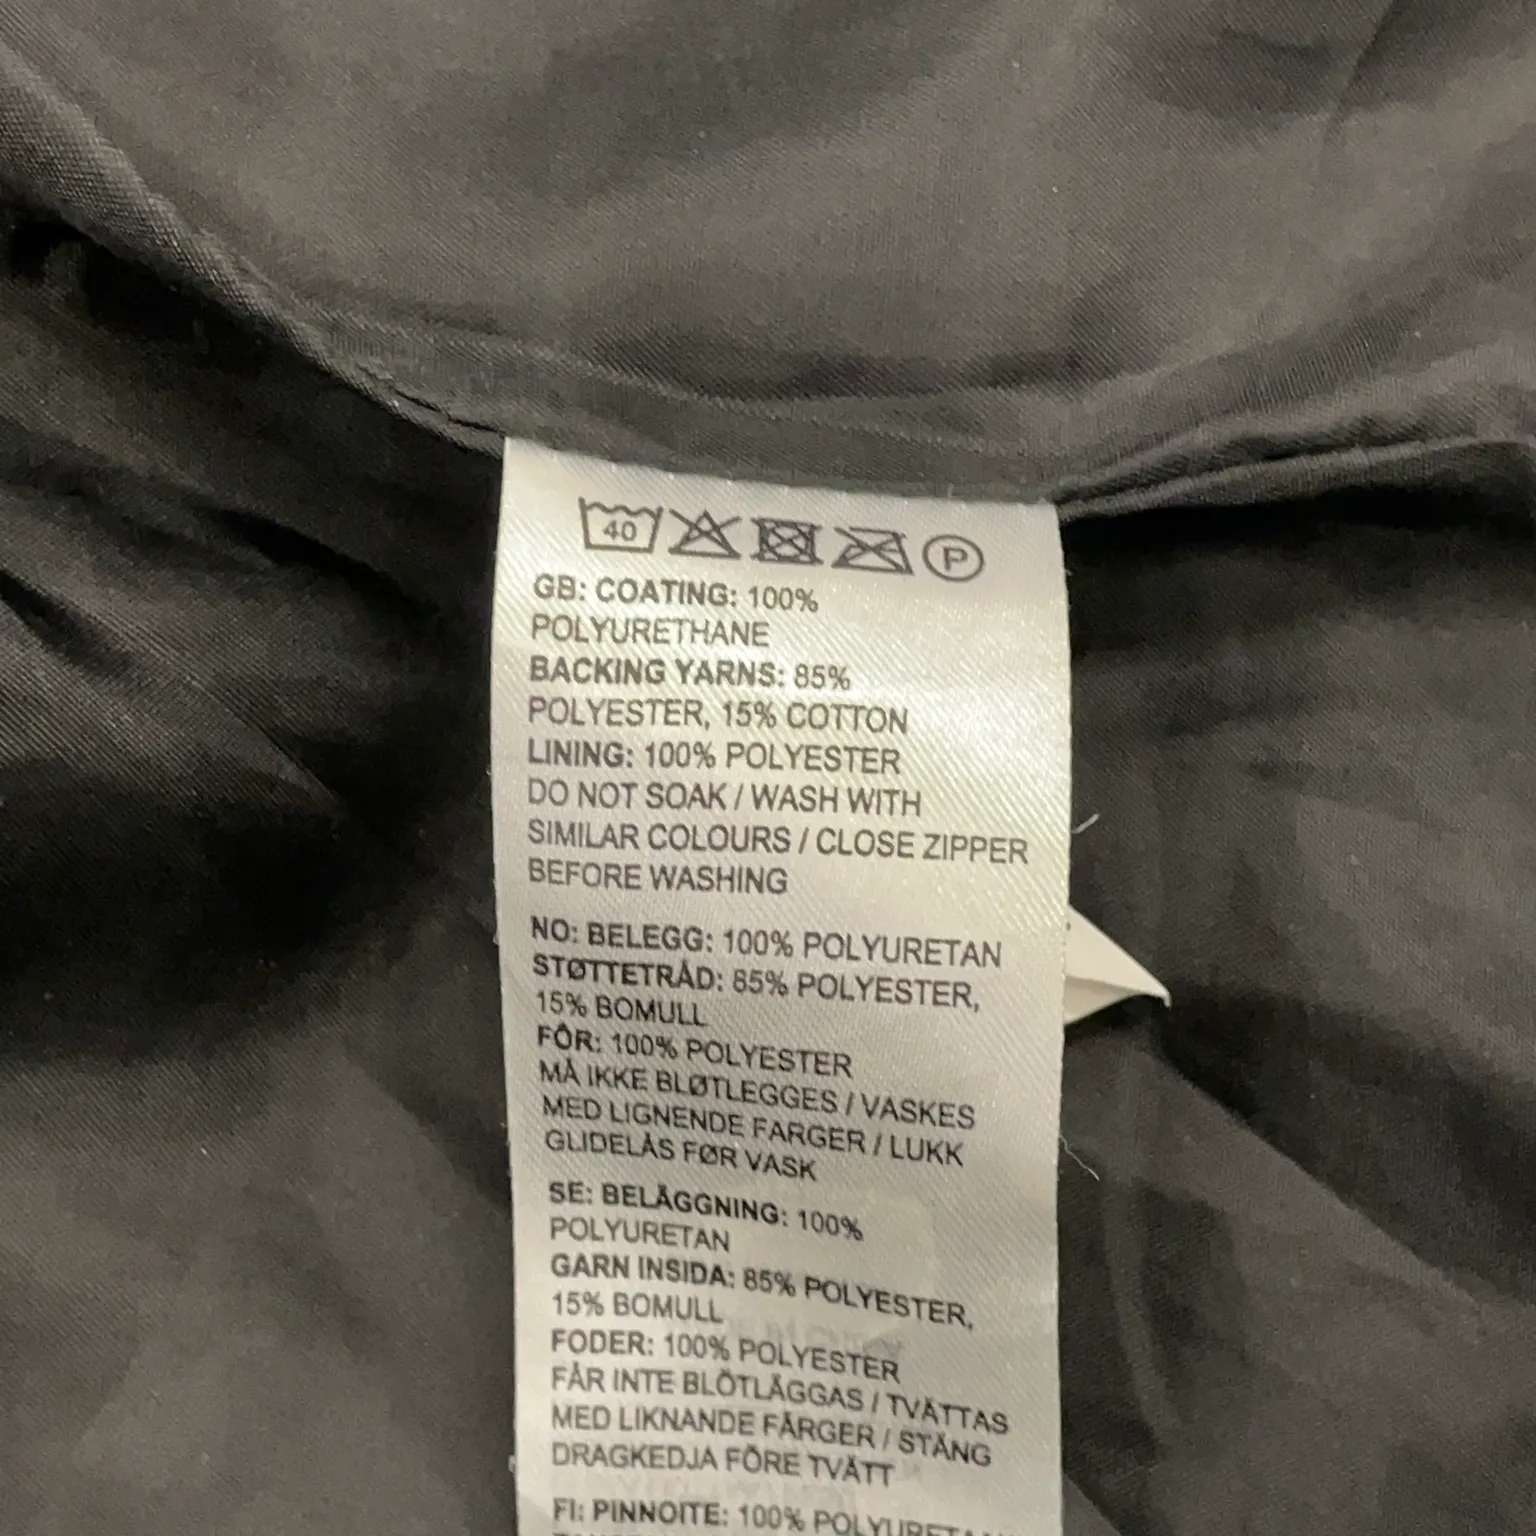 40 P
GB: COATING: 100%
POLYURETHANE
BACKING YARNS: 85%
POLYESTER, 15% COTTON
LINING: 100% POLYESTER
DO NOT SOAK / WASH WITH
SIMILAR COLOURS / CLOSE ZIPPER
BEFORE WASHING
NO: BELEGG: 100% POLYURETAN
STØTTETRÅD: 85% POLYESTER,
15% BOMULL
FÔR: 100% POLYESTER
MÅ IKKE BLØTLEGGES / VASKES
MED LIGNENDE FARGER / LUKK
GLIDELÅS FØR VASK
SE: BELÄGGNING: 100%
POLYURETAN
GARN INSIDA: 85% POLYESTER,
15% BOMULL
FODER: 100% POLYESTER
FÅR INTE BLÖTLÄGGAS / TVÄTTAS
MED LIKNANDE FÄRGER / STÄNG
DRAGKEDJA FÖRE TVÄTT
FI: PINNOITE: 100%